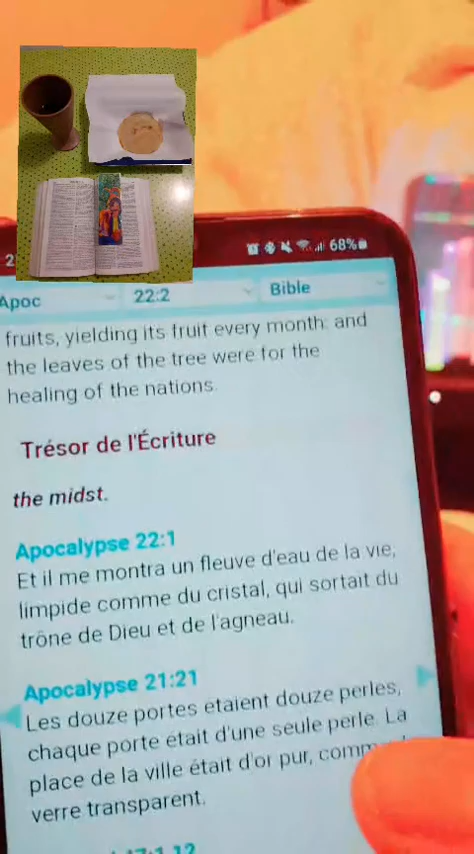 68%
Apoc
22:2
Bible
fruits, yielding its fruit every month: and
the leaves of the tree were for the
healing of the nations.
Trésor de l'Écriture
the midst.
Apocalypse 22:1
Et il me montra un fleuve d'eau de la vie,
limpide comme du cristal, qui sortait du
trône de Dieu et de l'agneau.
Apocalypse 21:21
Les douze portes étaient douze perles,
chaque porte était d'une seule perle. La
place de la ville était d'or pur,
verre transparent.